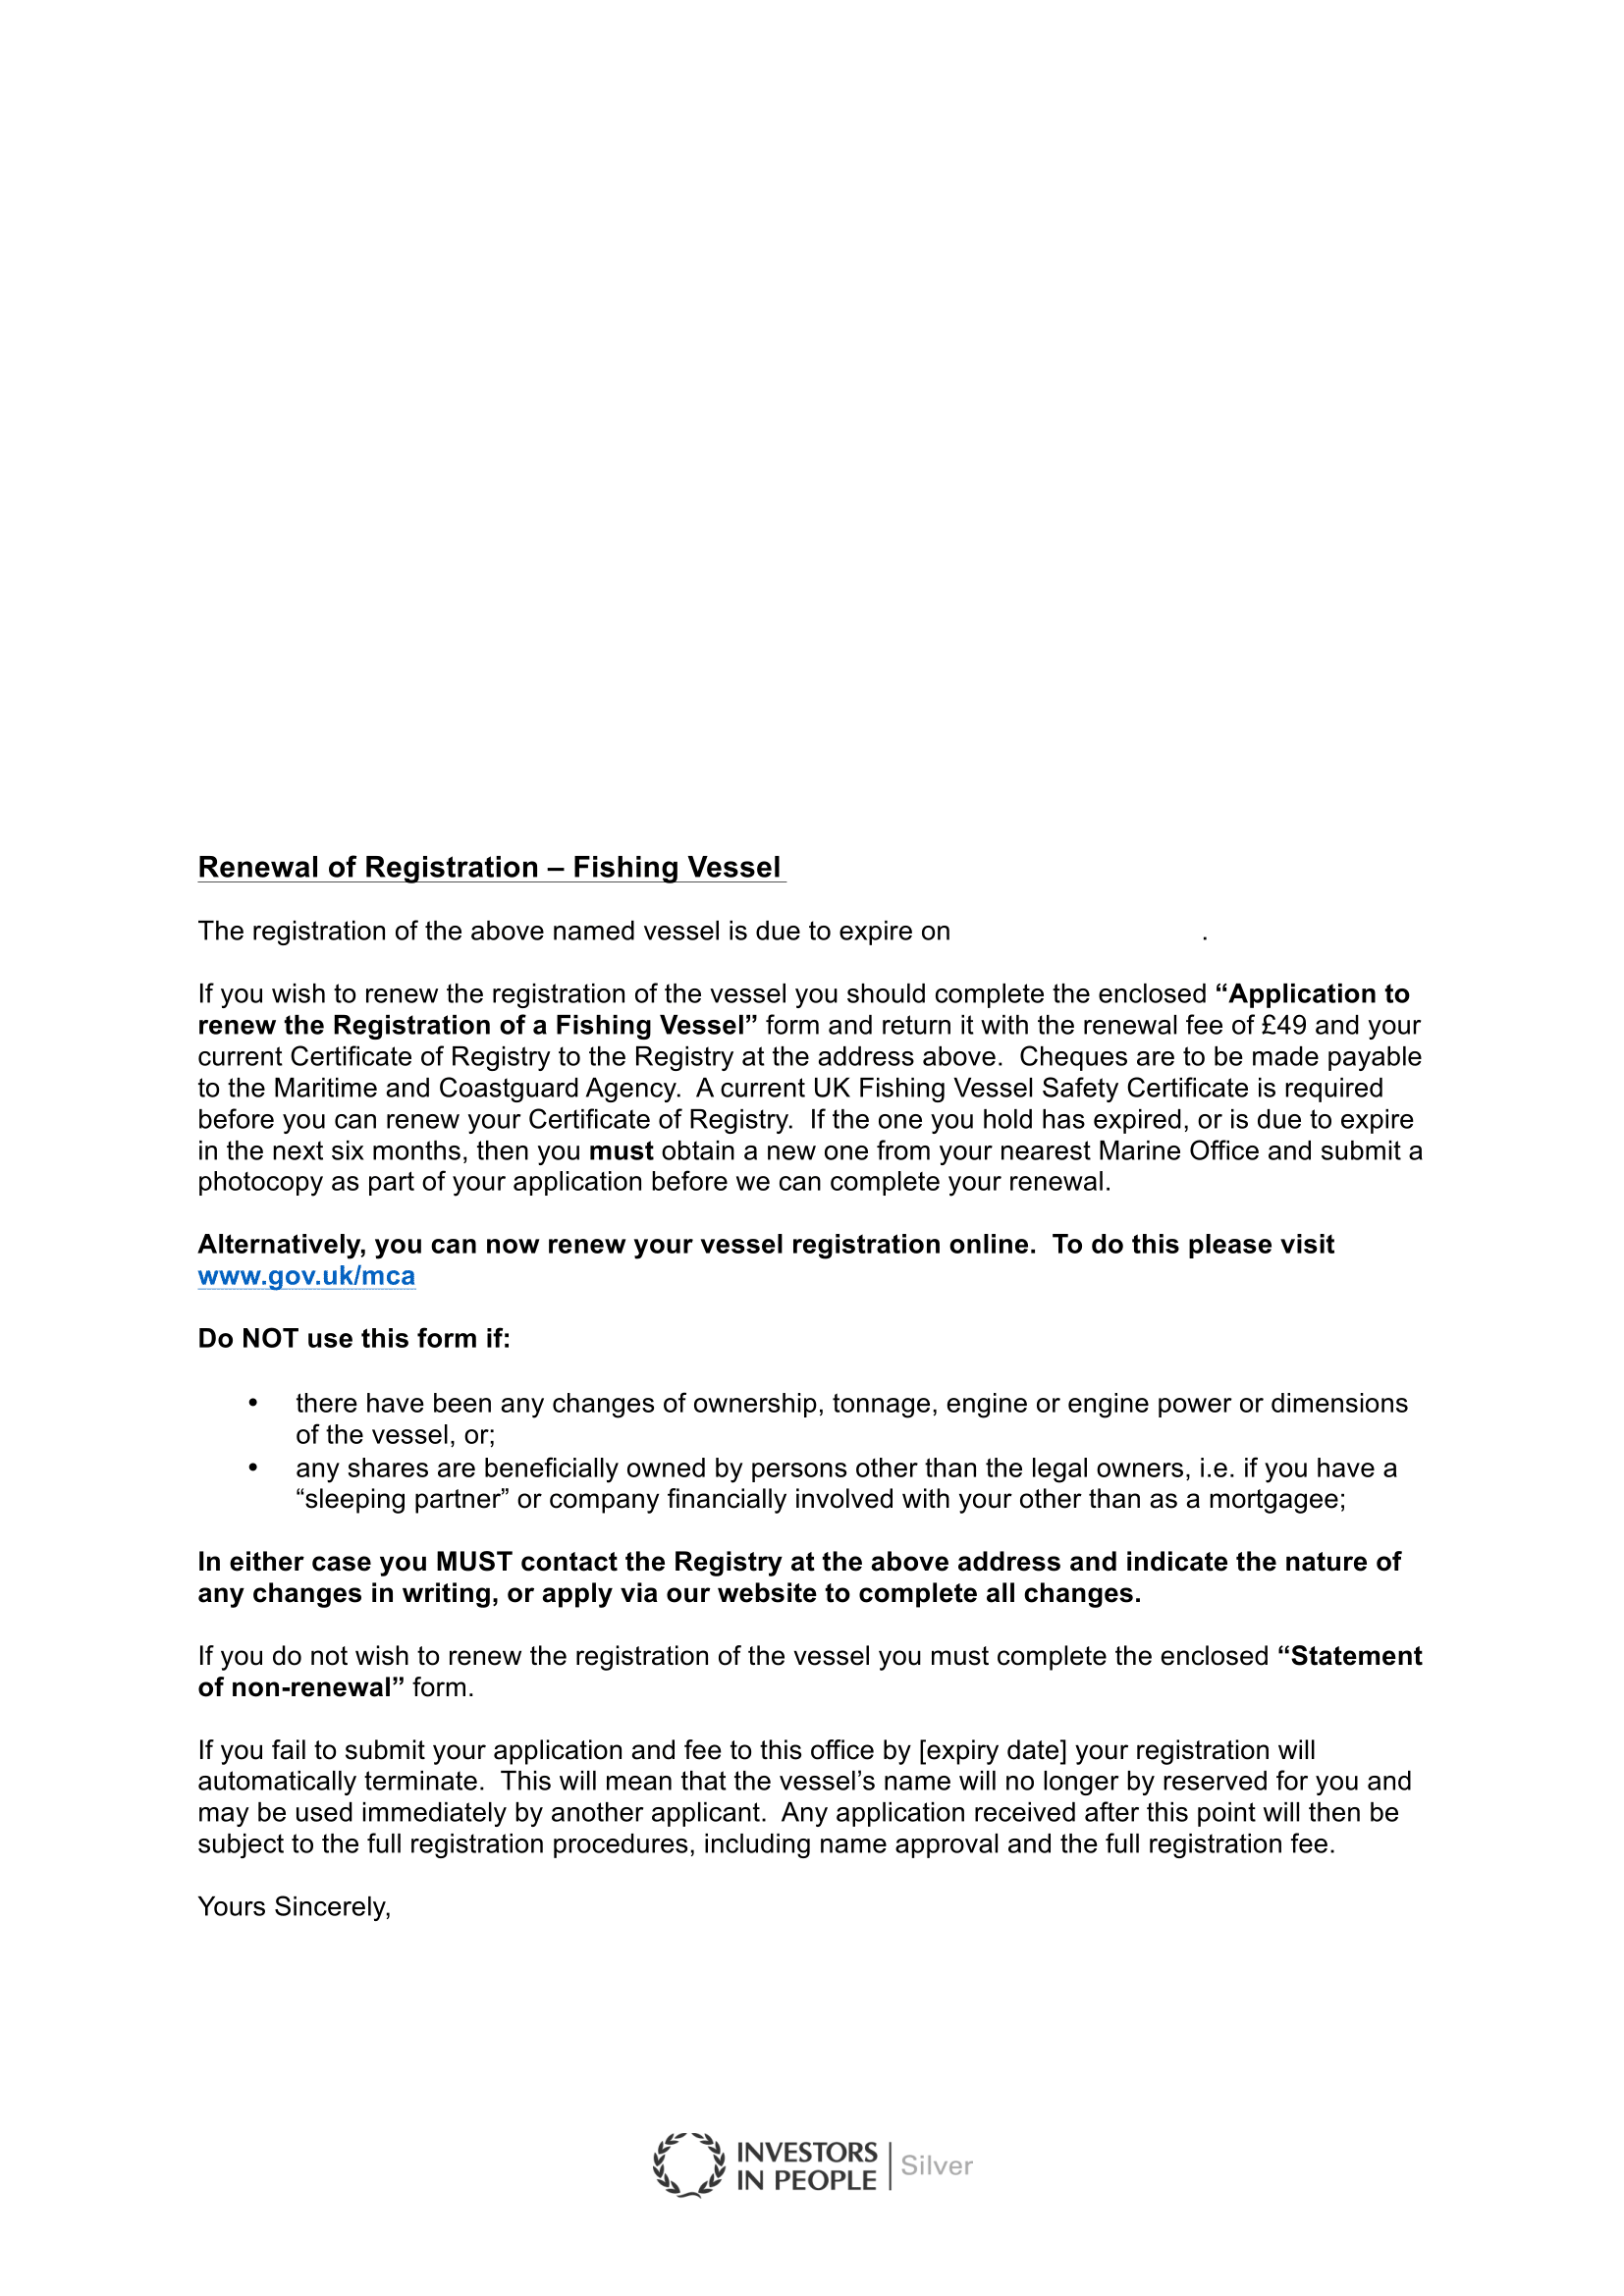 Renewal of Registration – Fishing Vessel
The registration of the above named vessel is due to expire on .
If you wish to renew the registration of the vessel you should complete the enclosed “Application to
renew the Registration of a Fishing Vessel” form and return it with the renewal fee of £49 and your
current Certificate of Registry to the Registry at the address above.  Cheques are to be made payable
to the Maritime and Coastguard Agency.  A current UK Fishing Vessel Safety Certificate is required
before you can renew your Certificate of Registry.  If the one you hold has expired, or is due to expire
in the next six months, then you must obtain a new one from your nearest Marine Office and submit a
photocopy as part of your application before we can complete your renewal.
Alternatively, you can now renew your vessel registration online.  To do this please visit
www.gov.uk/mca
Do NOT use this form if:
• there have been any changes of ownership, tonnage, engine or engine power or dimensions
of the vessel, or;
• any shares are beneficially owned by persons other than the legal owners, i.e. if you have a
“sleeping partner” or company financially involved with your other than as a mortgagee;
In either case you MUST contact the Registry at the above address and indicate the nature of
any changes in writing, or apply via our website to complete all changes.
If you do not wish to renew the registration of the vessel you must complete the enclosed “Statement
of non-renewal” form.
If you fail to submit your application and fee to this office by [expiry date] your registration will
automatically terminate.  This will mean that the vessel’s name will no longer by reserved for you and
may be used immediately by another applicant.  Any application received after this point will then be
subject to the full registration procedures, including name approval and the full registration fee.
Yours Sincerely,
INVESTORS
IN PEOPLE
Silver